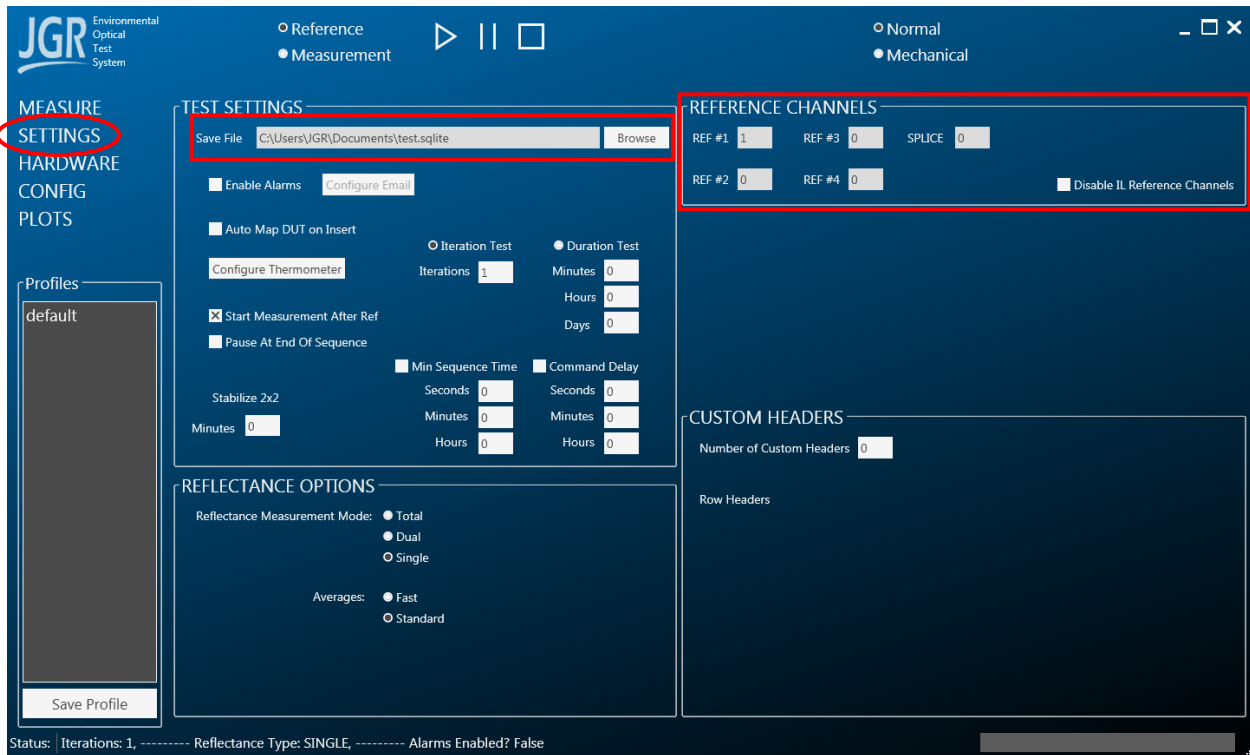 JGR Environmental
Optical
Test
System
Reference
Measurement
Normal
Mechanical
MEASURE
SETTINGS
HARDWARE
CONFIG
PLOTS
Profiles
default
Save Profile
TEST SETTINGS
Save File C:\Users\JGR\Documents\test.sqlite Browse
Enable Alarms Configure Email
Auto Map DUT on Insert
Iteration Test Duration Test
Configure Thermometer Iterations 1 Minutes 0
Hours 0
Start Measurement After Ref Days 0
Pause At End Of Sequence
Min Sequence Time Command Delay
Stabilize 2x2 Seconds 0 Seconds 0
Minutes 0 Minutes 0 Minutes 0
Hours 0 Hours 0
REFLECTANCE OPTIONS
Reflectance Measurement Mode: Total
Dual
Single
Averages: Fast
Standard
REFERENCE CHANNELS
REF #1 1 REF #3 0 SPLICE 0
REF #2 0 REF #4 0 Disable IL Reference Channels
CUSTOM HEADERS
Number of Custom Headers 0
Row Headers
Status: Iterations: 1, --------- Reflectance Type: SINGLE, --------- Alarms Enabled? False